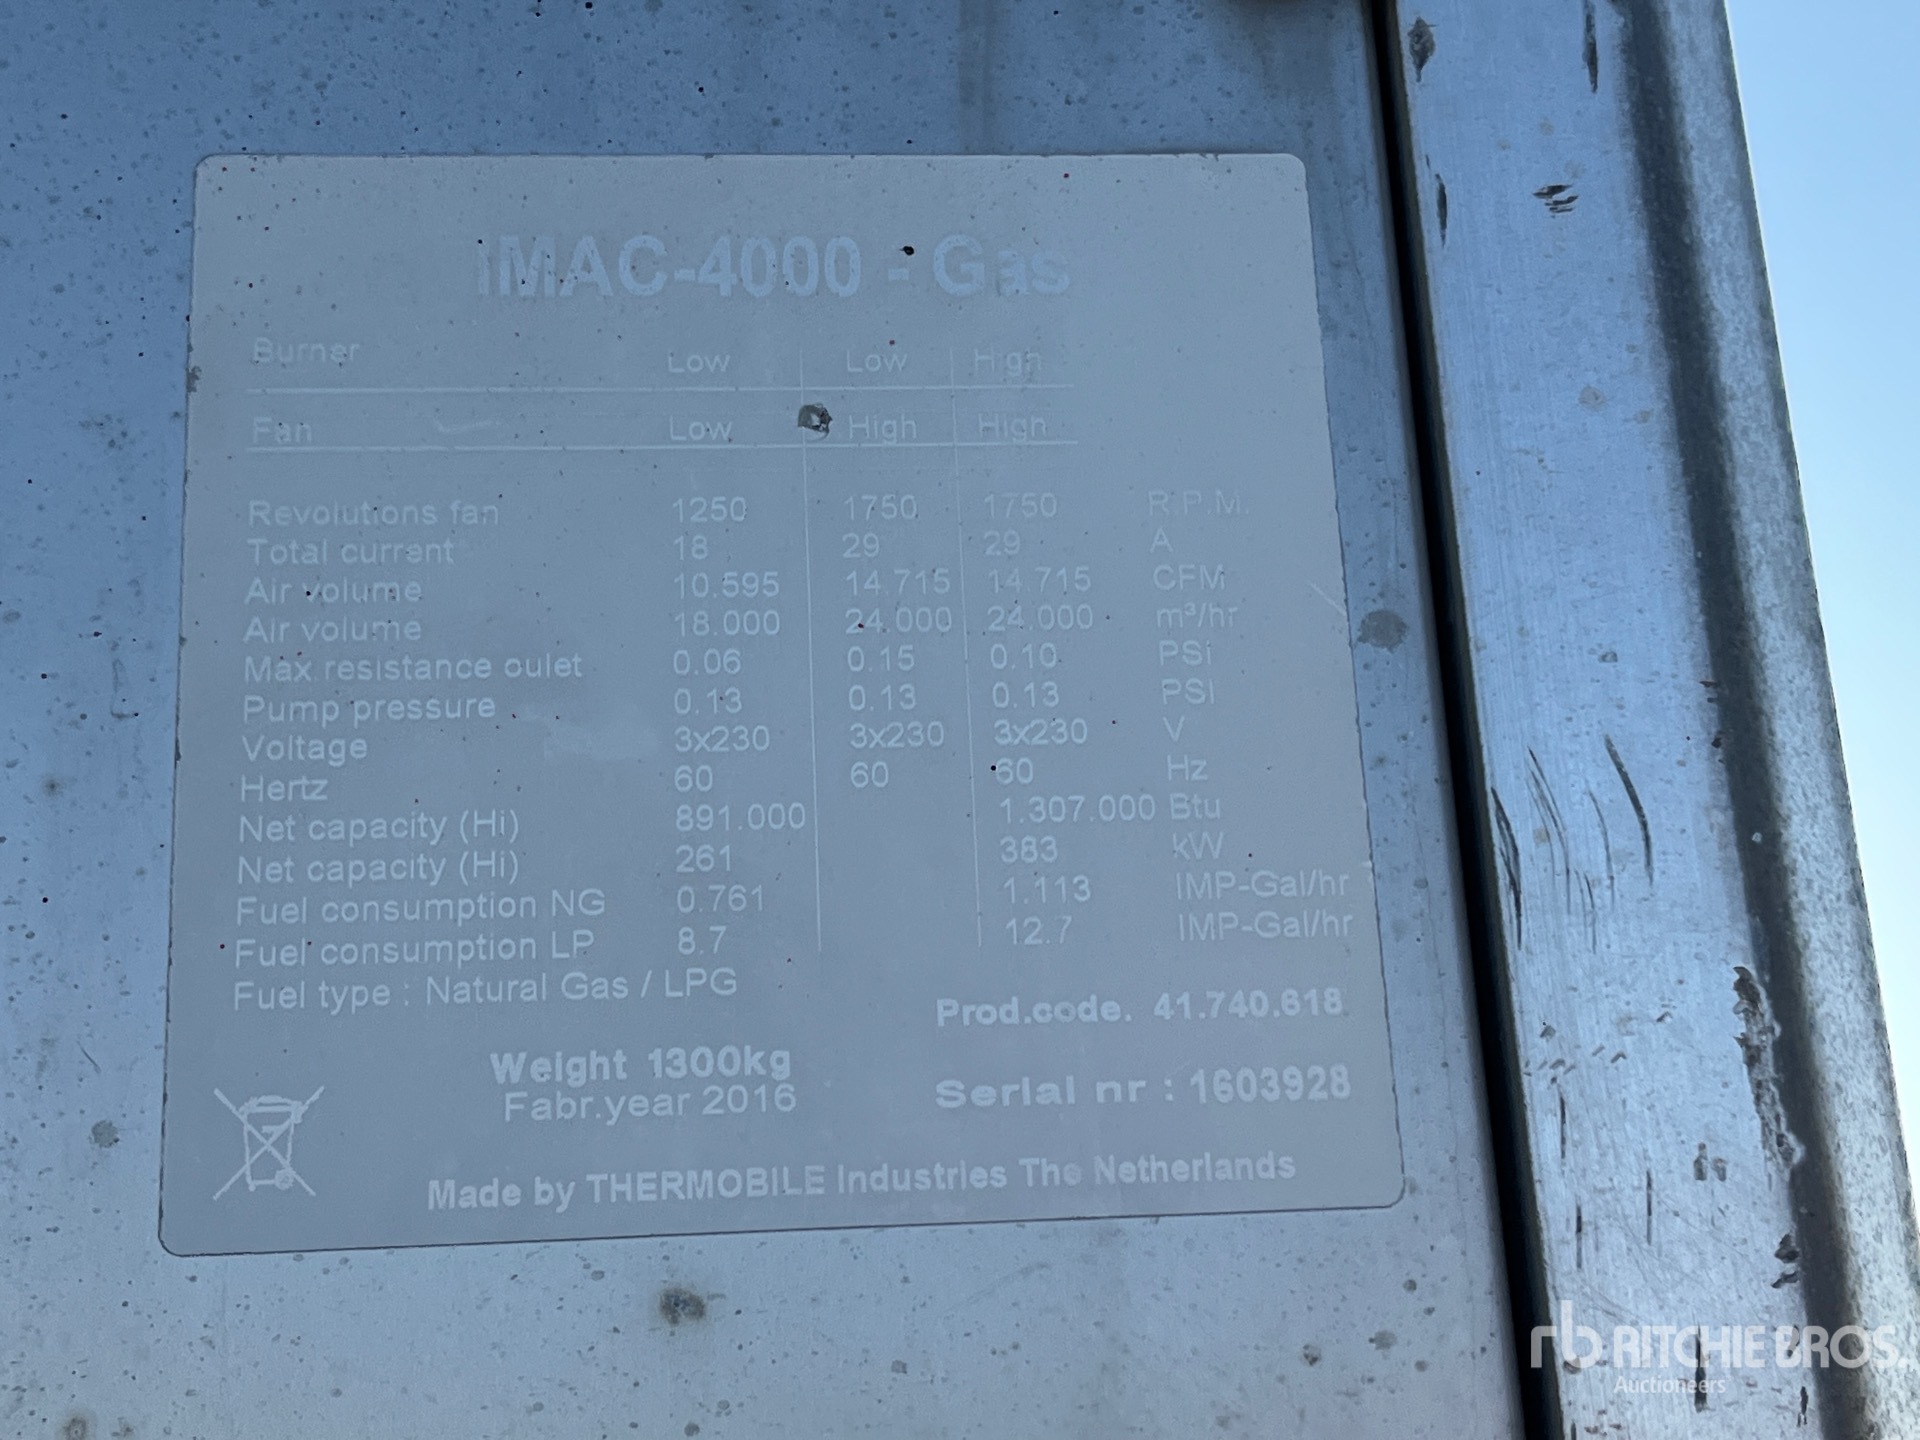 iMAC-4000 - Gas
Burner Low Low High
Fan Low High High
Revolutions fan 1250 1750 1750 R.P.M.
Total current 18 29 29 A
Air volume 10.595 14.715 14.715 CFM
Air volume 18.000 24.000 24.000 m³/hr
Max resistance oulet 0.06 0.15 0.10 PSi
Pump pressure 0.13 0.13 0.13 PSI
Voltage 3x230 3x230 3x230 V
Hertz 60 60 60 Hz
Net capacity (Hi) 891.000 1.307.000 Btu
Net capacity (Hi) 261 383 kW
Fuel consumption NG 0.761 1.113 IMP-Gal/hr
Fuel consumption LP 8.7 12.7 IMP-Gal/hr
Fuel type : Natural Gas / LPG
Prod.code. 41.740.618
Weight 1300kg
Fabr.year 2016
Serial nr : 1603928
Made by THERMOBILE Industries The Netherlands
rb RITCHIE BROS.
Auctioneers